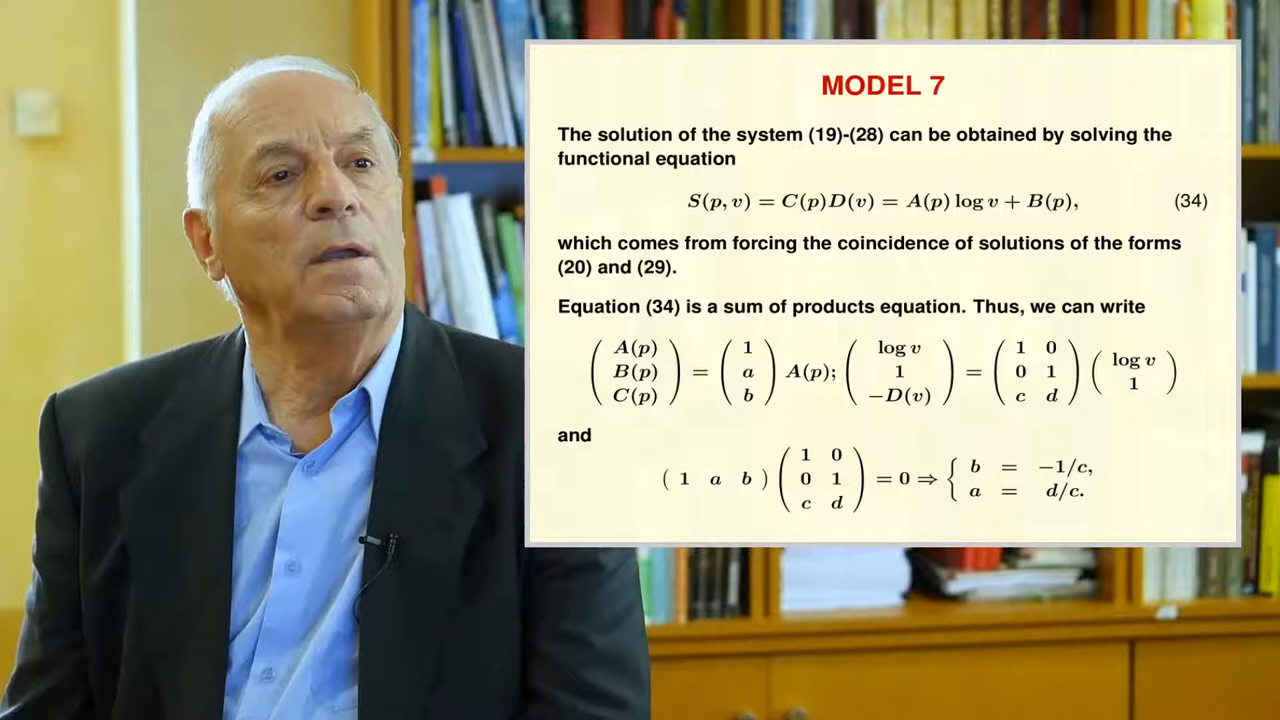 MODEL 7
The solution of the system (19)-(28) can be obtained by solving the
functional equation
S(p, v) = C(p)D(v) = A(p) log v + B(p), (34)
which comes from forcing the coincidence of solutions of the forms
(20) and (29).
Equation (34) is a sum of products equation. Thus, we can write
( A(p) B(p) C(p) ) = ( 1 a b ) A(p); ( log v 1 −D(v) ) = ( 1 0 0 1 c d ) ( log v 1 )
and
( 1 a b ) ( 1 0 0 1 c d ) = 0 ⇒ { b = −1/c, a = d/c.